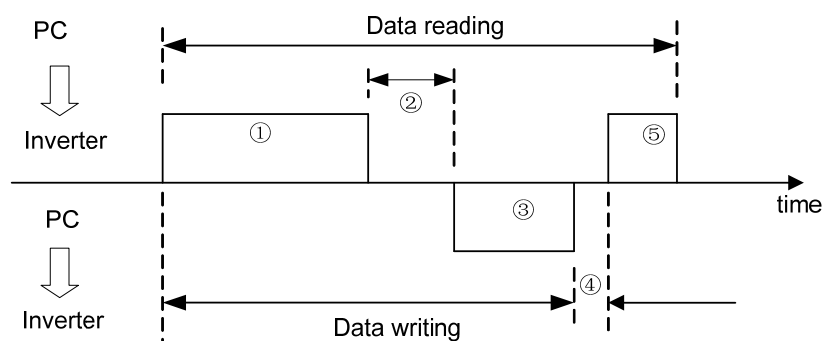 PC
Data reading
②
①
⑤
Inverter
time
PC
③
④
Inverter
Data writing